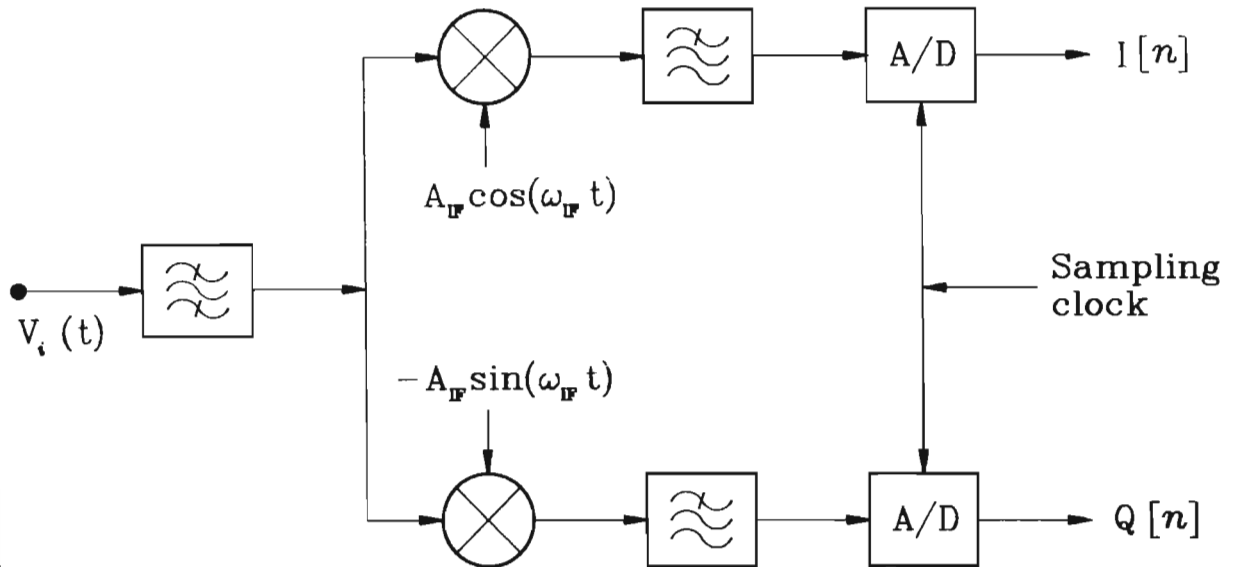 A/D
I[n]
A_IF cos(ω_IF t)
V_i (t)
Sampling
clock
−A_IF sin(ω_IF t)
A/D
Q[n]